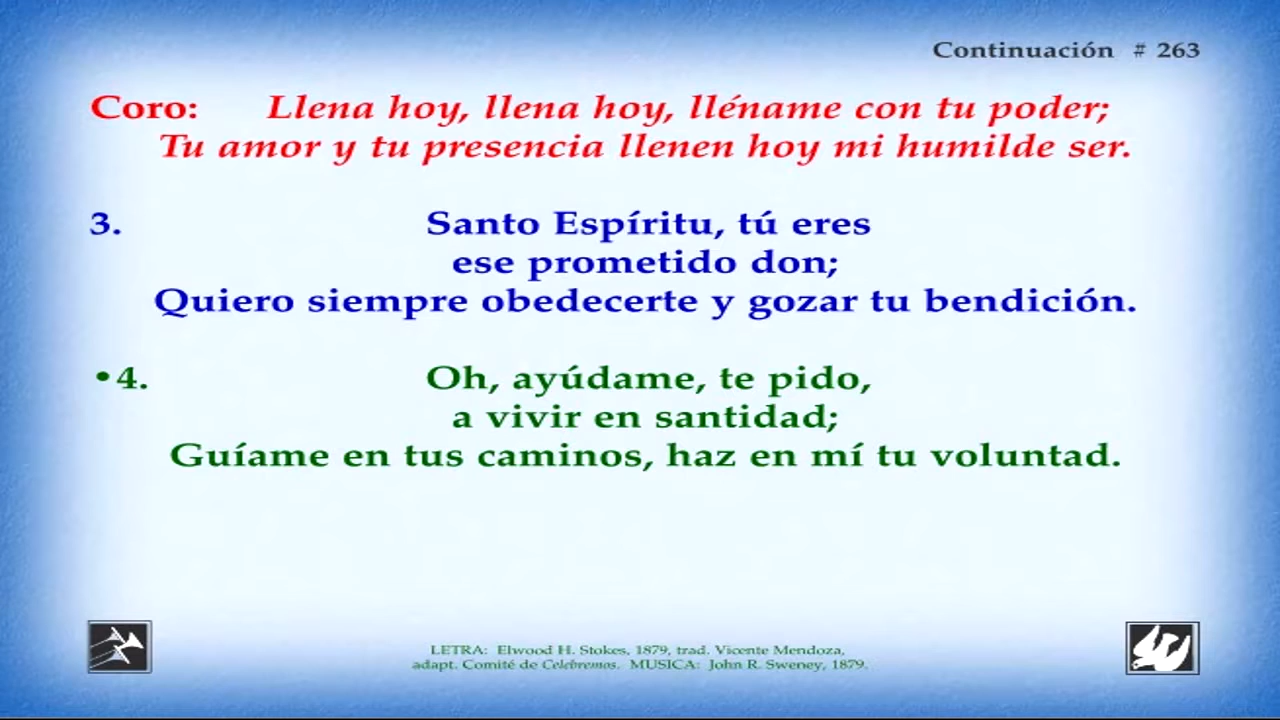 Continuación # 263
Coro: Llena hoy, llena hoy, lléname con tu poder;
Tu amor y tu presencia llenen hoy mi humilde ser.
3. Santo Espíritu, tú eres
ese prometido don;
Quiero siempre obedecerte y gozar tu bendición.
•4. Oh, ayúdame, te pido,
a vivir en santidad;
Guíame en tus caminos, haz en mí tu voluntad.
LETRA: Elwood H. Stokes, 1879, trad. Vicente Mendoza,
adapt. Comité de Celebremos. MUSICA: John R. Sweney, 1879.